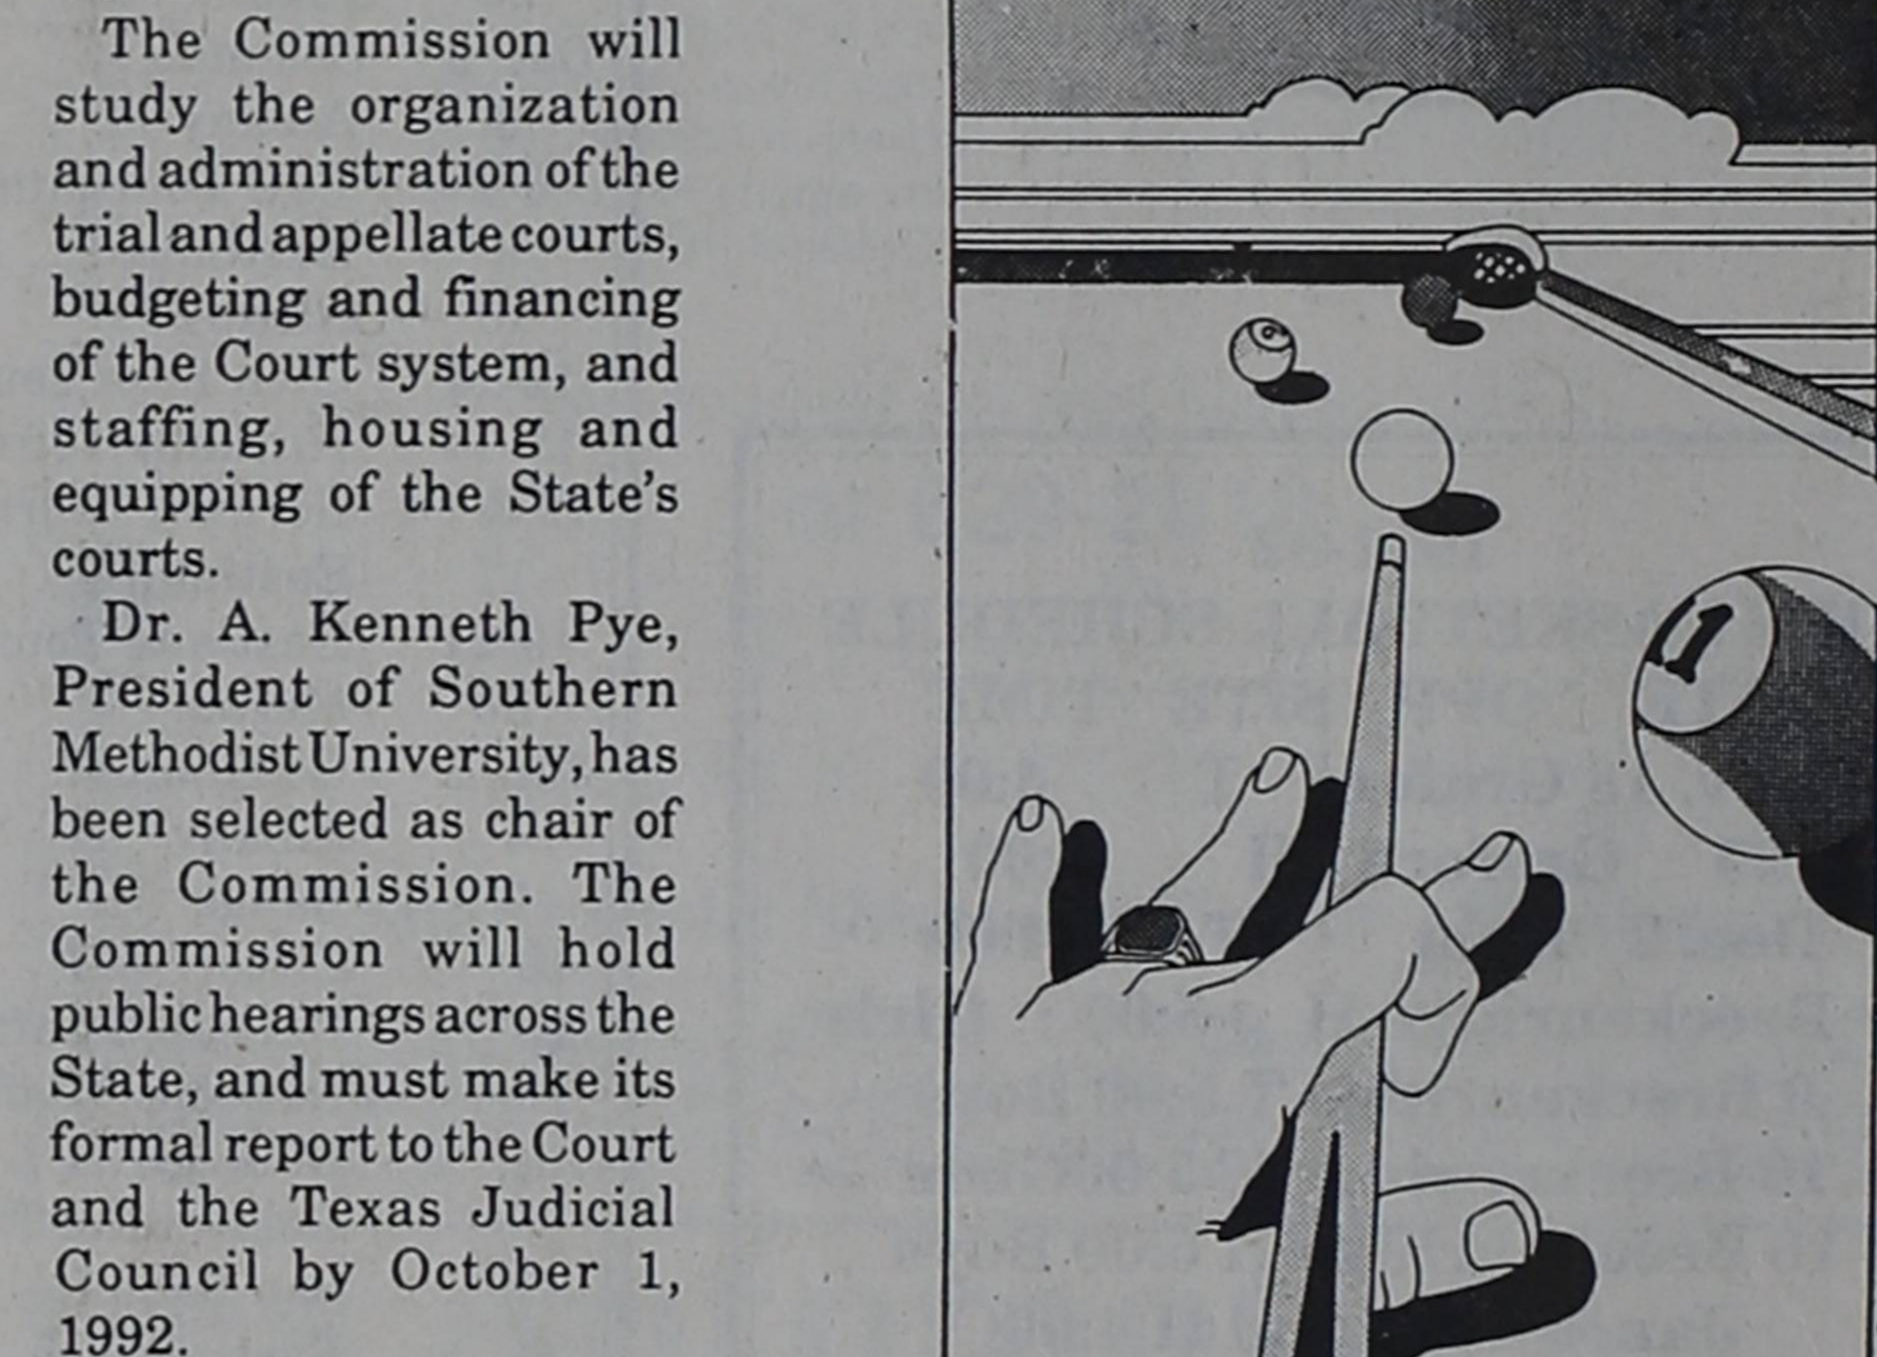 The Commission will
study the organization
and administration of the
trial and appellate courts,
budgeting and financing
of the Court system, and
staffing, housing and
equipping of the State's
courts.
Dr. A. Kenneth Pye,
President of Southern
Methodist University, has
been selected as chair of
the Commission. The
Commission will hold
public hearings across the
State, and must make its
formal report to the Court
and the Texas Judicial
Council by October 1,
1992.